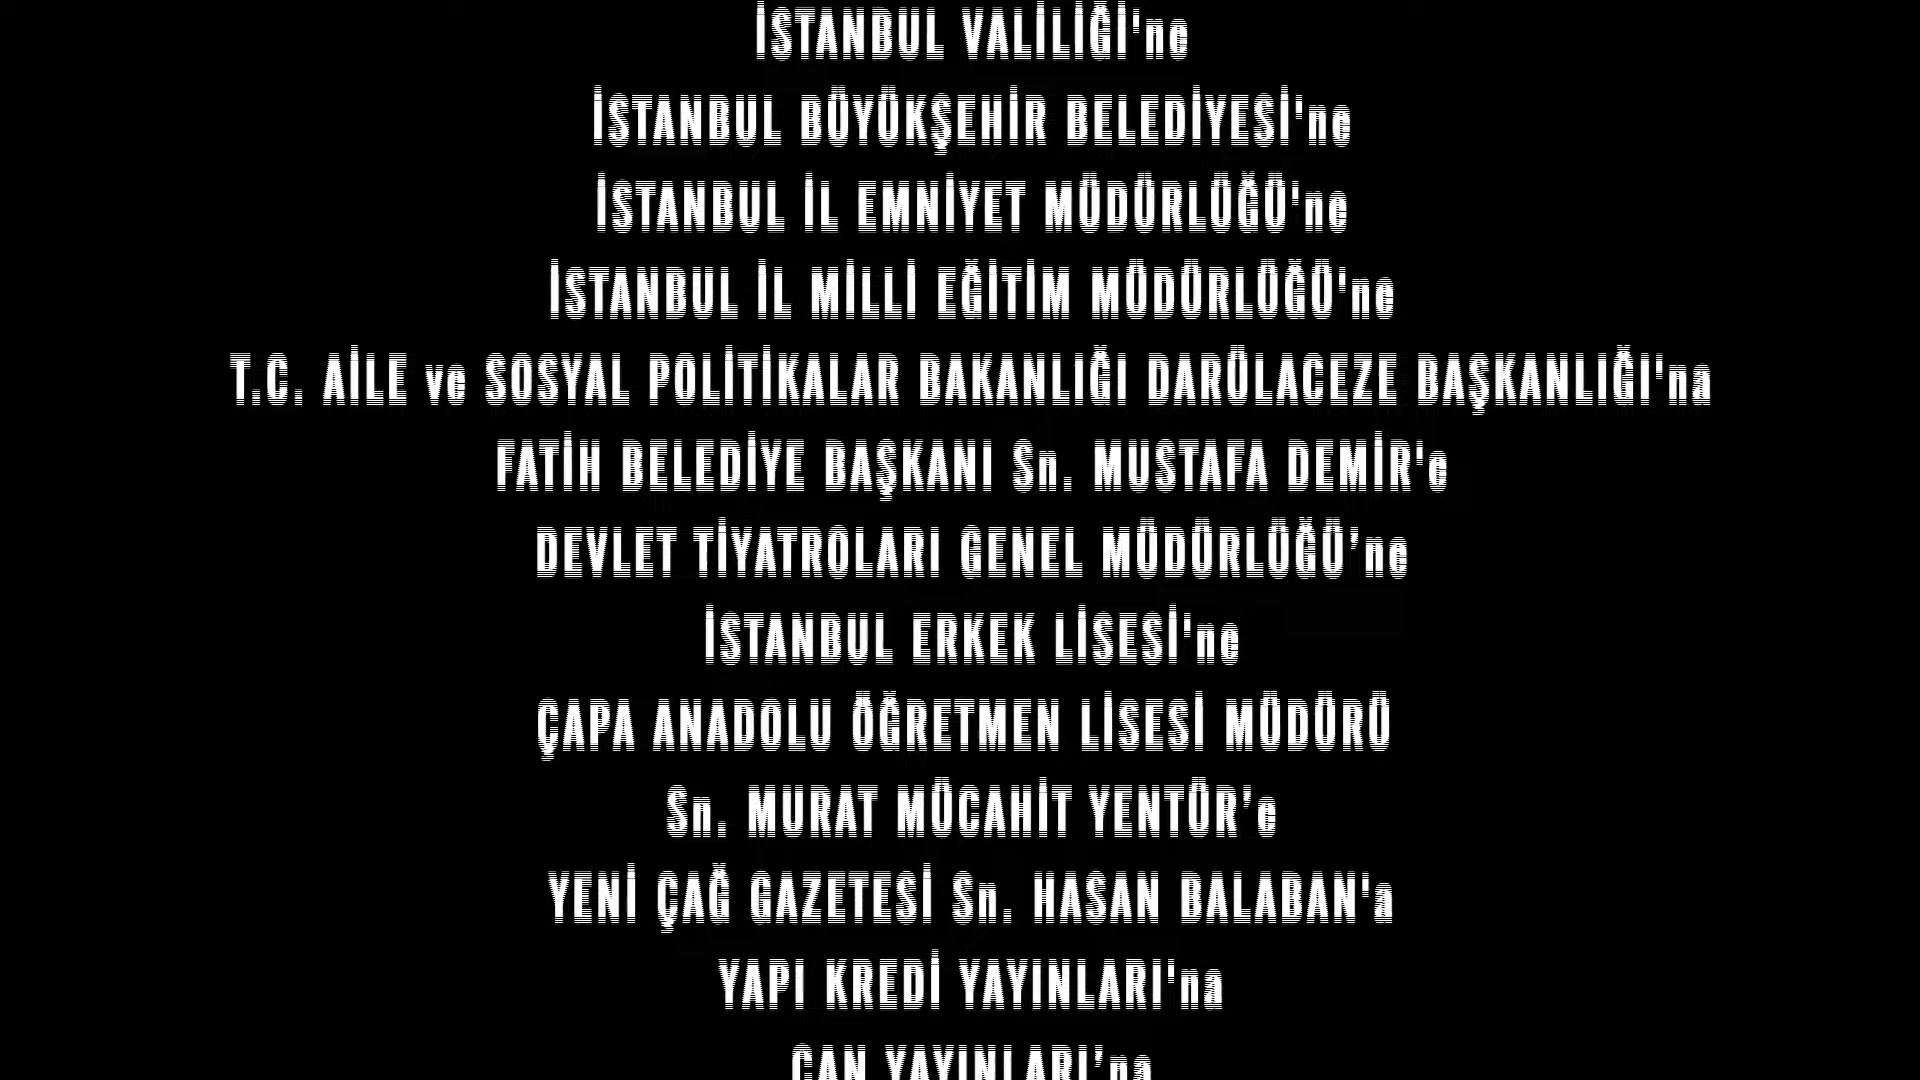 İSTANBUL VALİLİĞİ'ne
İSTANBUL BÜYÜKŞEHİR BELEDİYESİ'ne
İSTANBUL İL EMNİYET MÜDÜRLÜĞÜ'ne
İSTANBUL İL MİLLİ EĞİTİM MÜDÜRLÜĞÜ'ne
T.C. AİLE ve SOSYAL POLİTİKALAR BAKANLIĞI DARÜLACEZE BAŞKANLIĞI'na
FATİH BELEDİYE BAŞKANI Sn. MUSTAFA DEMİR'e
DEVLET TİYATROLARI GENEL MÜDÜRLÜĞÜ’ne
İSTANBUL ERKEK LİSESİ'ne
ÇAPA ANADOLU ÖĞRETMEN LİSESİ MÜDÜRÜ
Sn. MURAT MÜCAHİT YENTÜR’e
YENİ ÇAĞ GAZETESİ Sn. HASAN BALABAN'a
YAPI KREDİ YAYINLARI'na
CAN YAYINLARI’na